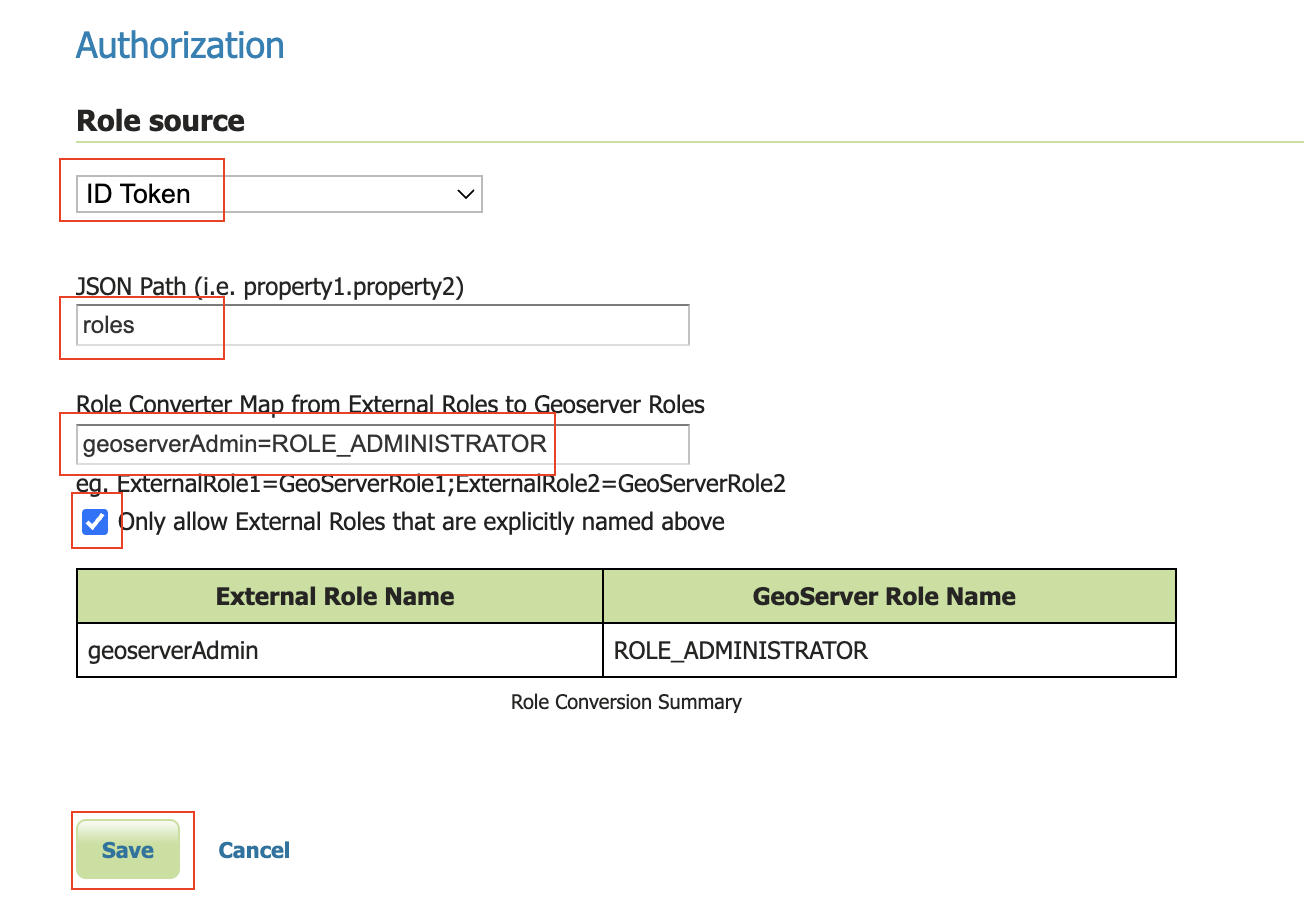 Authorization
Role source
ID Token
JSON Path (i.e. property1.property2)
roles
Role Converter Map from External Roles to Geoserver Roles
geoserverAdmin=ROLE_ADMINISTRATOR
eg. ExternalRole1=GeoServerRole1;ExternalRole2=GeoServerRole2
Only allow External Roles that are explicitly named above
External Role Name GeoServer Role Name
geoserverAdmin ROLE_ADMINISTRATOR
Role Conversion Summary
Save Cancel